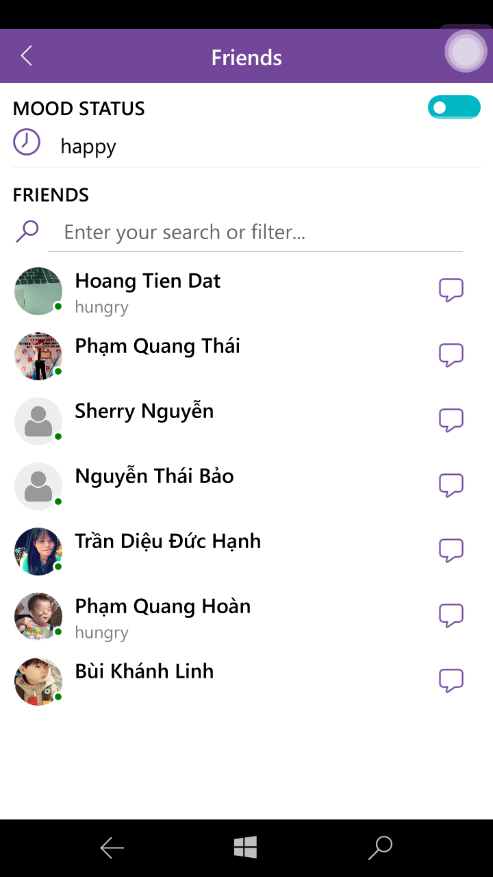 Friends
MOOD STATUS
happy
FRIENDS
Enter your search or filter...
Hoang Tien Dat
hungry
Phạm Quang Thái
Sherry Nguyễn
Nguyễn Thái Bảo
Trần Diệu Đức Hạnh
Phạm Quang Hoàn
hungry
Bùi Khánh Linh